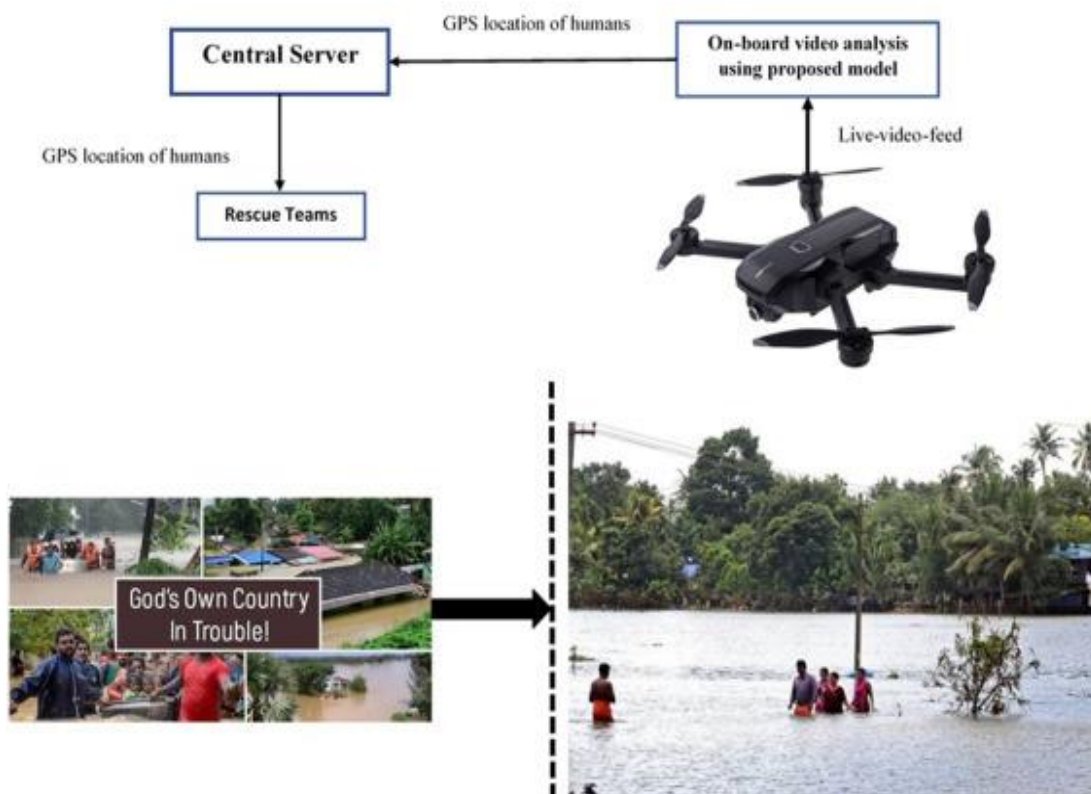 GPS location of humans
Central Server
On-board video analysis
using proposed model
GPS location of humans
Live-video-feed
Rescue Teams
God's Own Country
In Trouble!